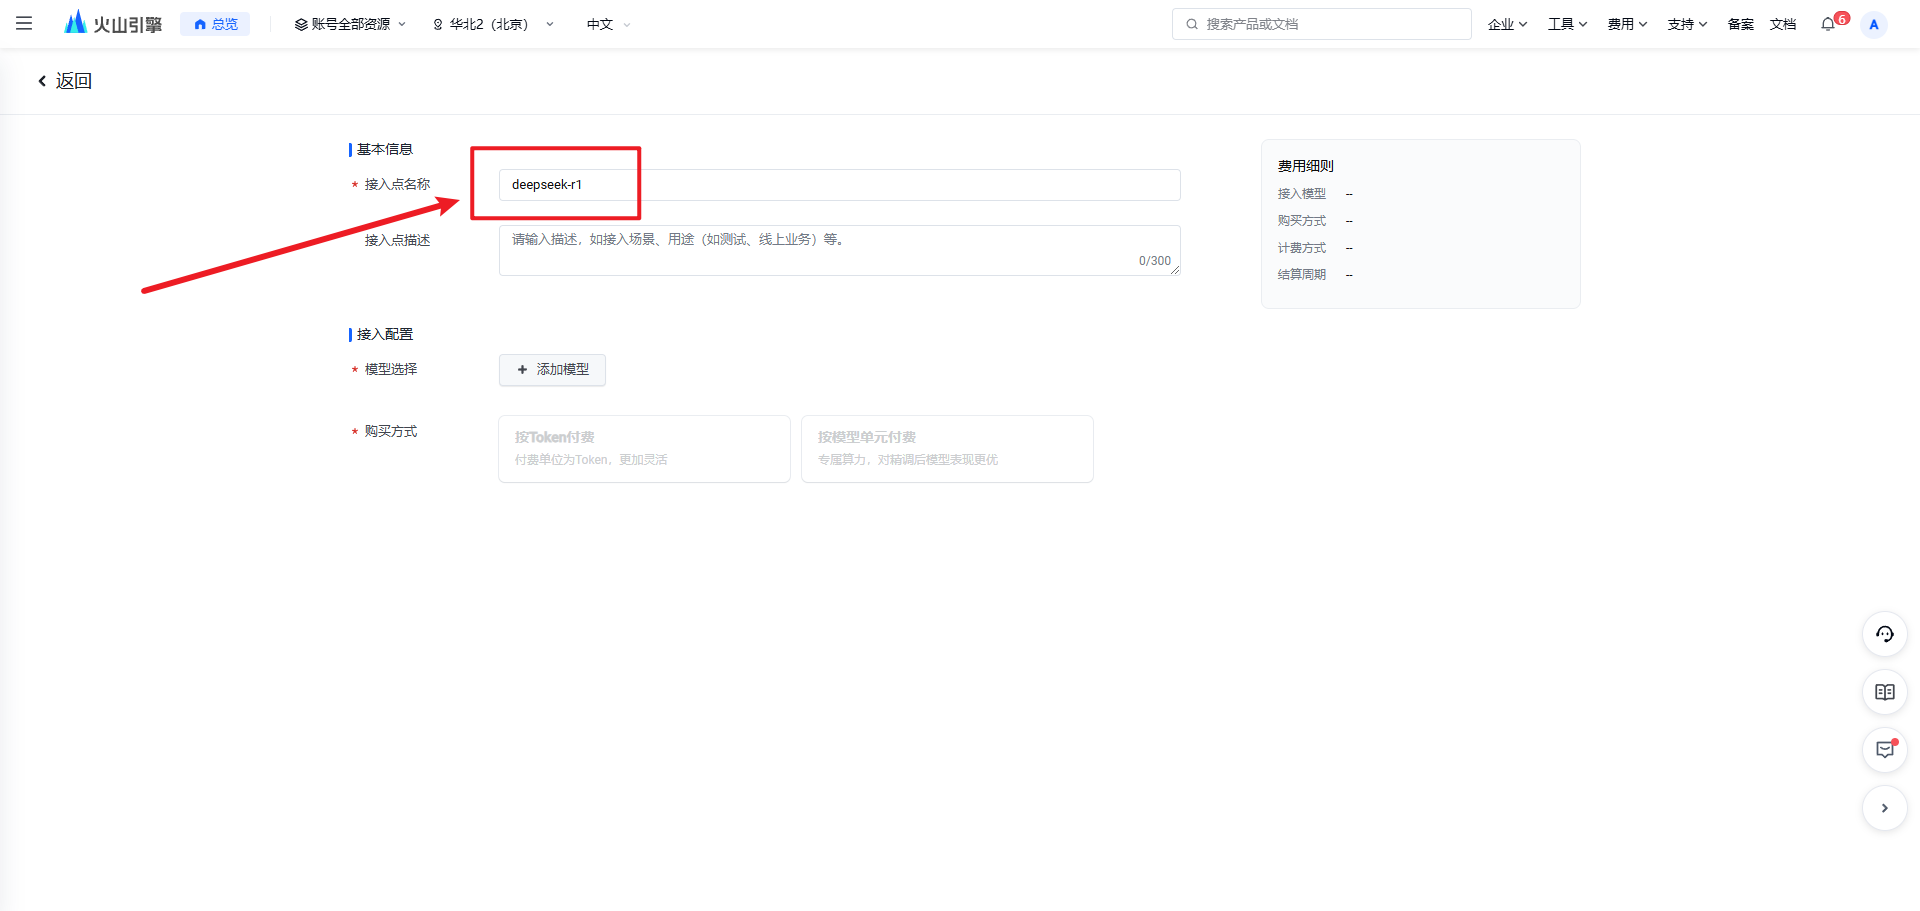 火山引擎 总览 账号全部资源 华北2（北京） 中文 搜索产品或文档 企业 工具 费用 支持 备案 文档 6 A
返回
基本信息
* 接入点名称 deepseek-r1
接入点描述 请输入描述，如接入场景、用途（如测试、线上业务）等。
0/300
接入配置
* 模型选择 + 添加模型
* 购买方式
按Token付费
付费单位为Token，更加灵活
按模型单元付费
专属算力，对精调后模型表现更优
费用细则
接入模型 --
购买方式 --
计费方式 --
结算周期 --